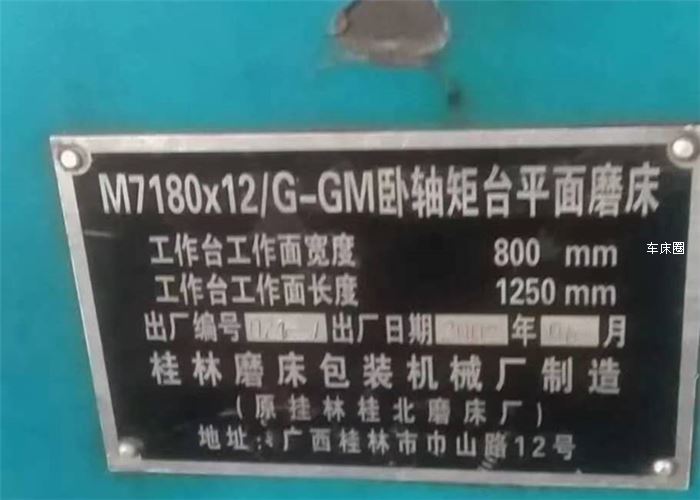 M7180x12/G-GM卧轴矩台平面磨床
工作台工作面宽度 800 mm
工作台工作面长度 1250 mm
出厂编号 出厂日期 年 月
桂林磨床包装机械厂制造
(原桂林桂北磨床厂)
地址:广西桂林市巾山路12号
车床圈